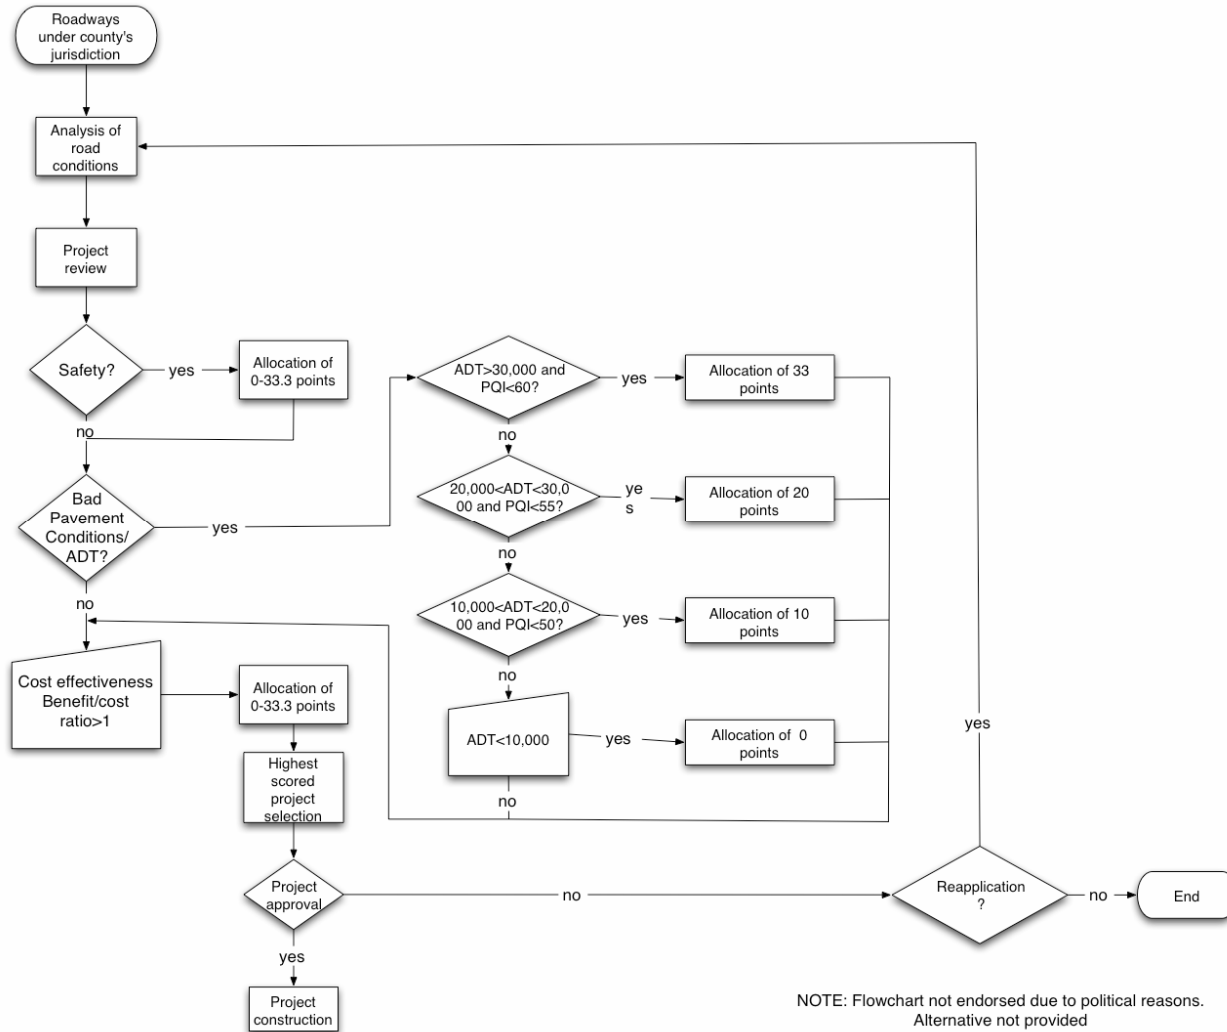 Roadways
under county's
jurisdiction
Analysis of
road
conditions
Project
review
Safety?
yes
Allocation of
0-33.3 points
no
Bad
Pavement
Conditions/
ADT?
yes
no
ADT>30,000 and
PQI<60?
yes
Allocation of 33
points
no
20,000<ADT<30,0
00 and PQI<55?
ye
s
Allocation of 20
points
no
10,000<ADT<20,0
00 and PQI<50?
yes
Allocation of 10
points
no
ADT<10,000
yes
Allocation of 0
points
no
Cost effectiveness
Benefit/cost
ratio>1
Allocation of
0-33.3 points
Highest
scored
project
selection
Project
approval
no
yes
Project
construction
Reapplication
?
yes
no
End
NOTE: Flowchart not endorsed due to political reasons.
Alternative not provided